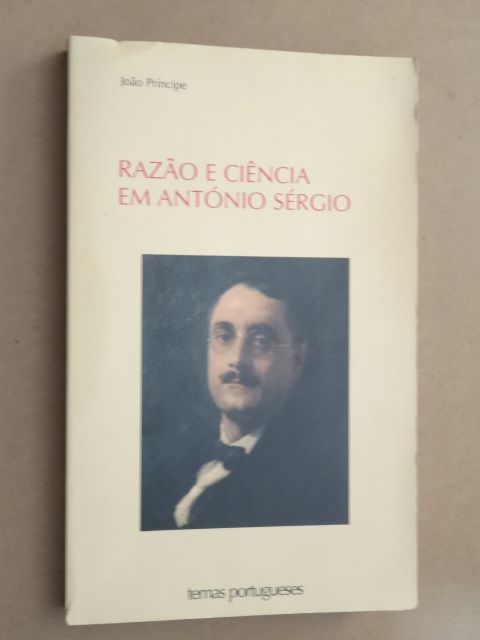 João Príncipe
RAZÃO E CIÊNCIA
EM ANTÓNIO SÉRGIO
temas portugueses